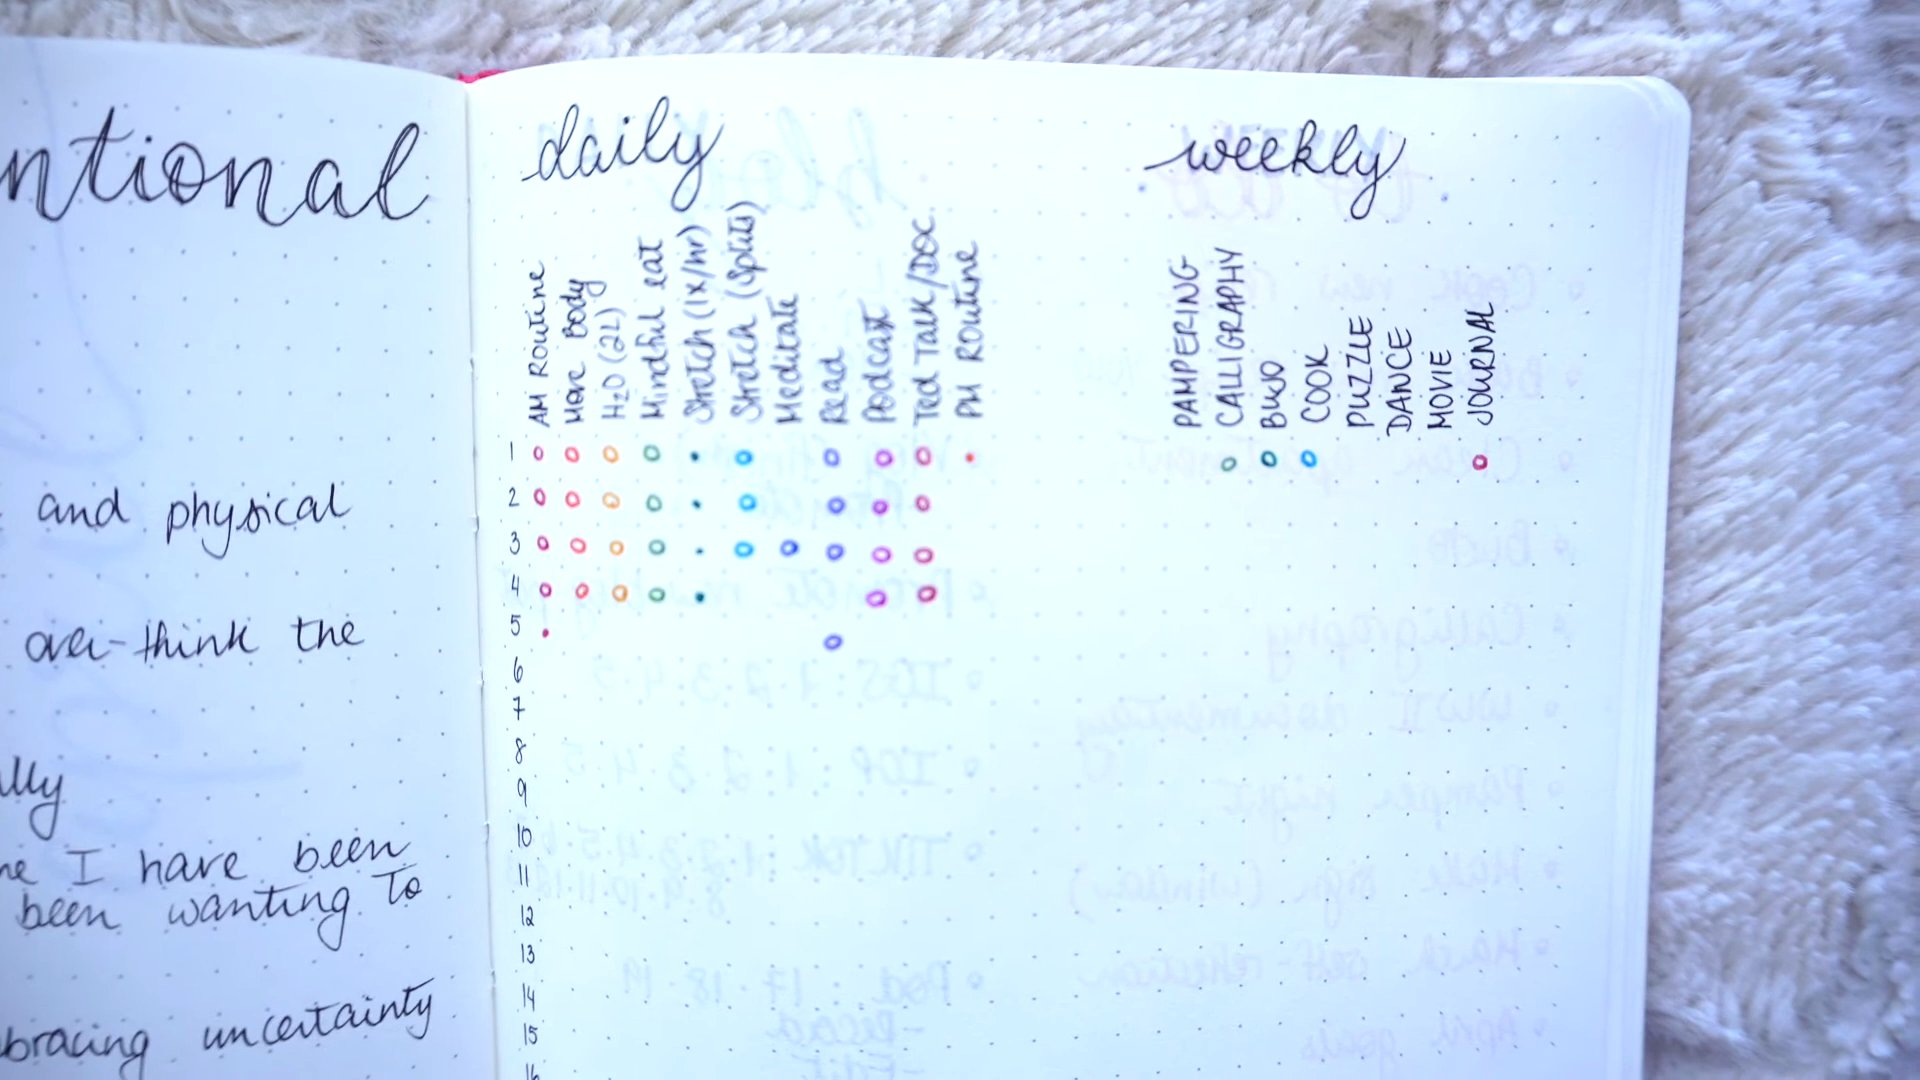 ntional
and physical
over-think the
lly
ne I have been
been wanting to
bracing uncertainty
daily
AM ROUTINE
Move Body
H2O (2L)
Mindful eat
Stretch (1x/hr)
Stretch (Splits)
Meditate
Read
Podcast
Ted Talk/DOC
PM ROUTINE
1
2
3
4
5
6
7
8
9
10
11
12
13
14
15
16
weekly
PAMPERING
CALLIGRAPHY
BUJO
COOK
PUZZLE
DANCE
MOVIE
JOURNAL